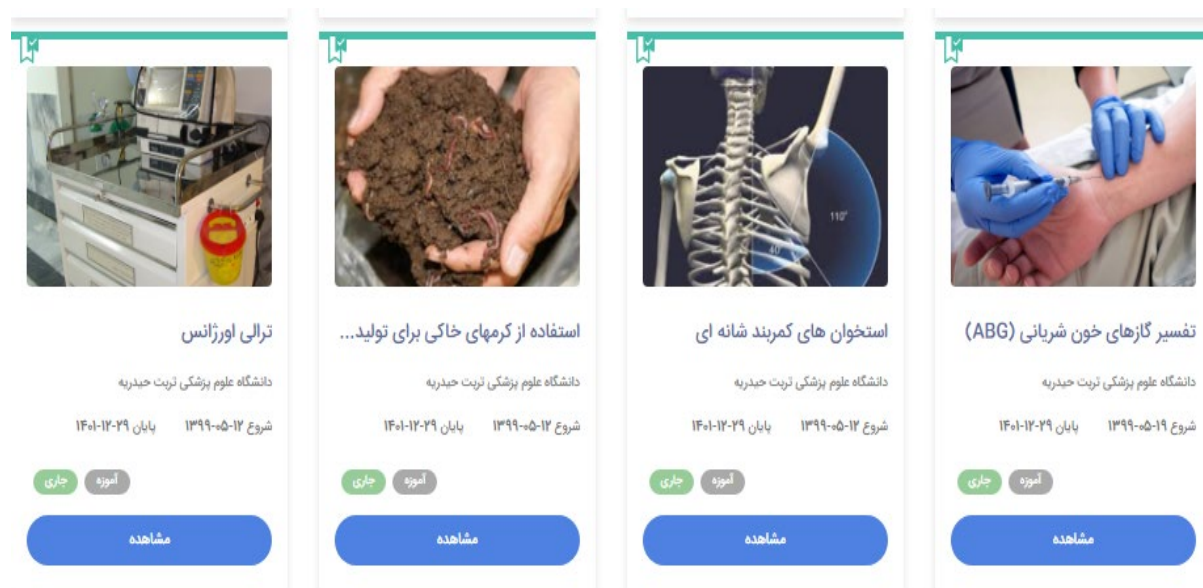 110°
40
تفسیر گازهای خون شریانی (ABG)
دانشگاه علوم پزشکی تربت حیدریه
شروع ۱۹-۰۵-۱۳۹۹ پایان ۲۹-۱۲-۱۴۰۱
آموزه جاری
مشاهده
استخوان های کمربند شانه ای
دانشگاه علوم پزشکی تربت حیدریه
شروع ۱۲-۰۵-۱۳۹۹ پایان ۲۹-۱۲-۱۴۰۱
آموزه جاری
مشاهده
استفاده از کرمهای خاکی برای تولید...
دانشگاه علوم پزشکی تربت حیدریه
شروع ۱۲-۰۵-۱۳۹۹ پایان ۲۹-۱۲-۱۴۰۱
آموزه جاری
مشاهده
ترالی اورژانس
دانشگاه علوم پزشکی تربت حیدریه
شروع ۱۲-۰۵-۱۳۹۹ پایان ۲۹-۱۲-۱۴۰۱
آموزه جاری
مشاهده